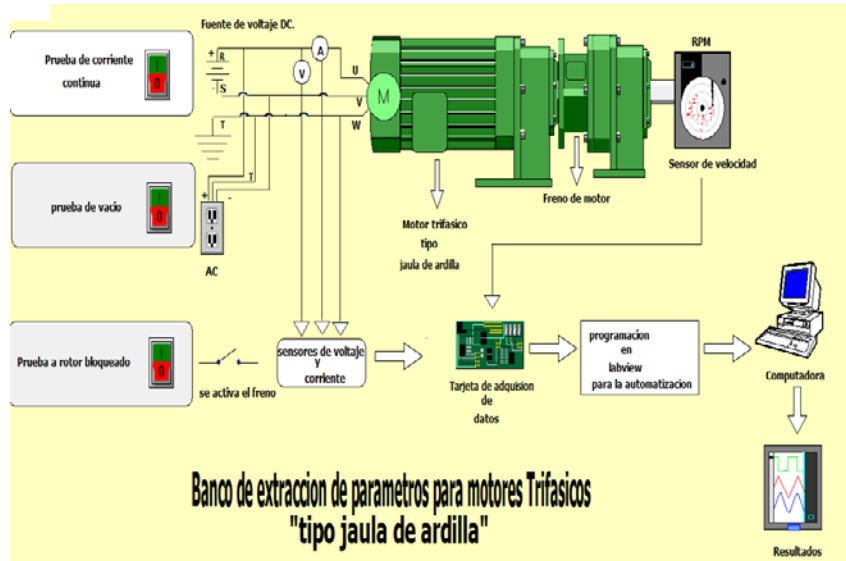 Fuente de voltaje DC.
Prueba de corriente
continua
I
0
+
R
-
S
T
A
V
U
V
W
M
RPM
Sensor de velocidad
Freno de motor
Motor trifasico
tipo
jaula de ardilla
prueba de vacio
I
0
+
T
-
AC
Prueba a rotor bloqueado
I
0
se activa el freno
sensores de voltaje
y
corriente
Tarjeta de adquision
de
datos
programacion
en
labview
para la automatizacion
Computadora
Resultados
Banco de extraccion de parametros para motores Trifasicos
"tipo jaula de ardilla"